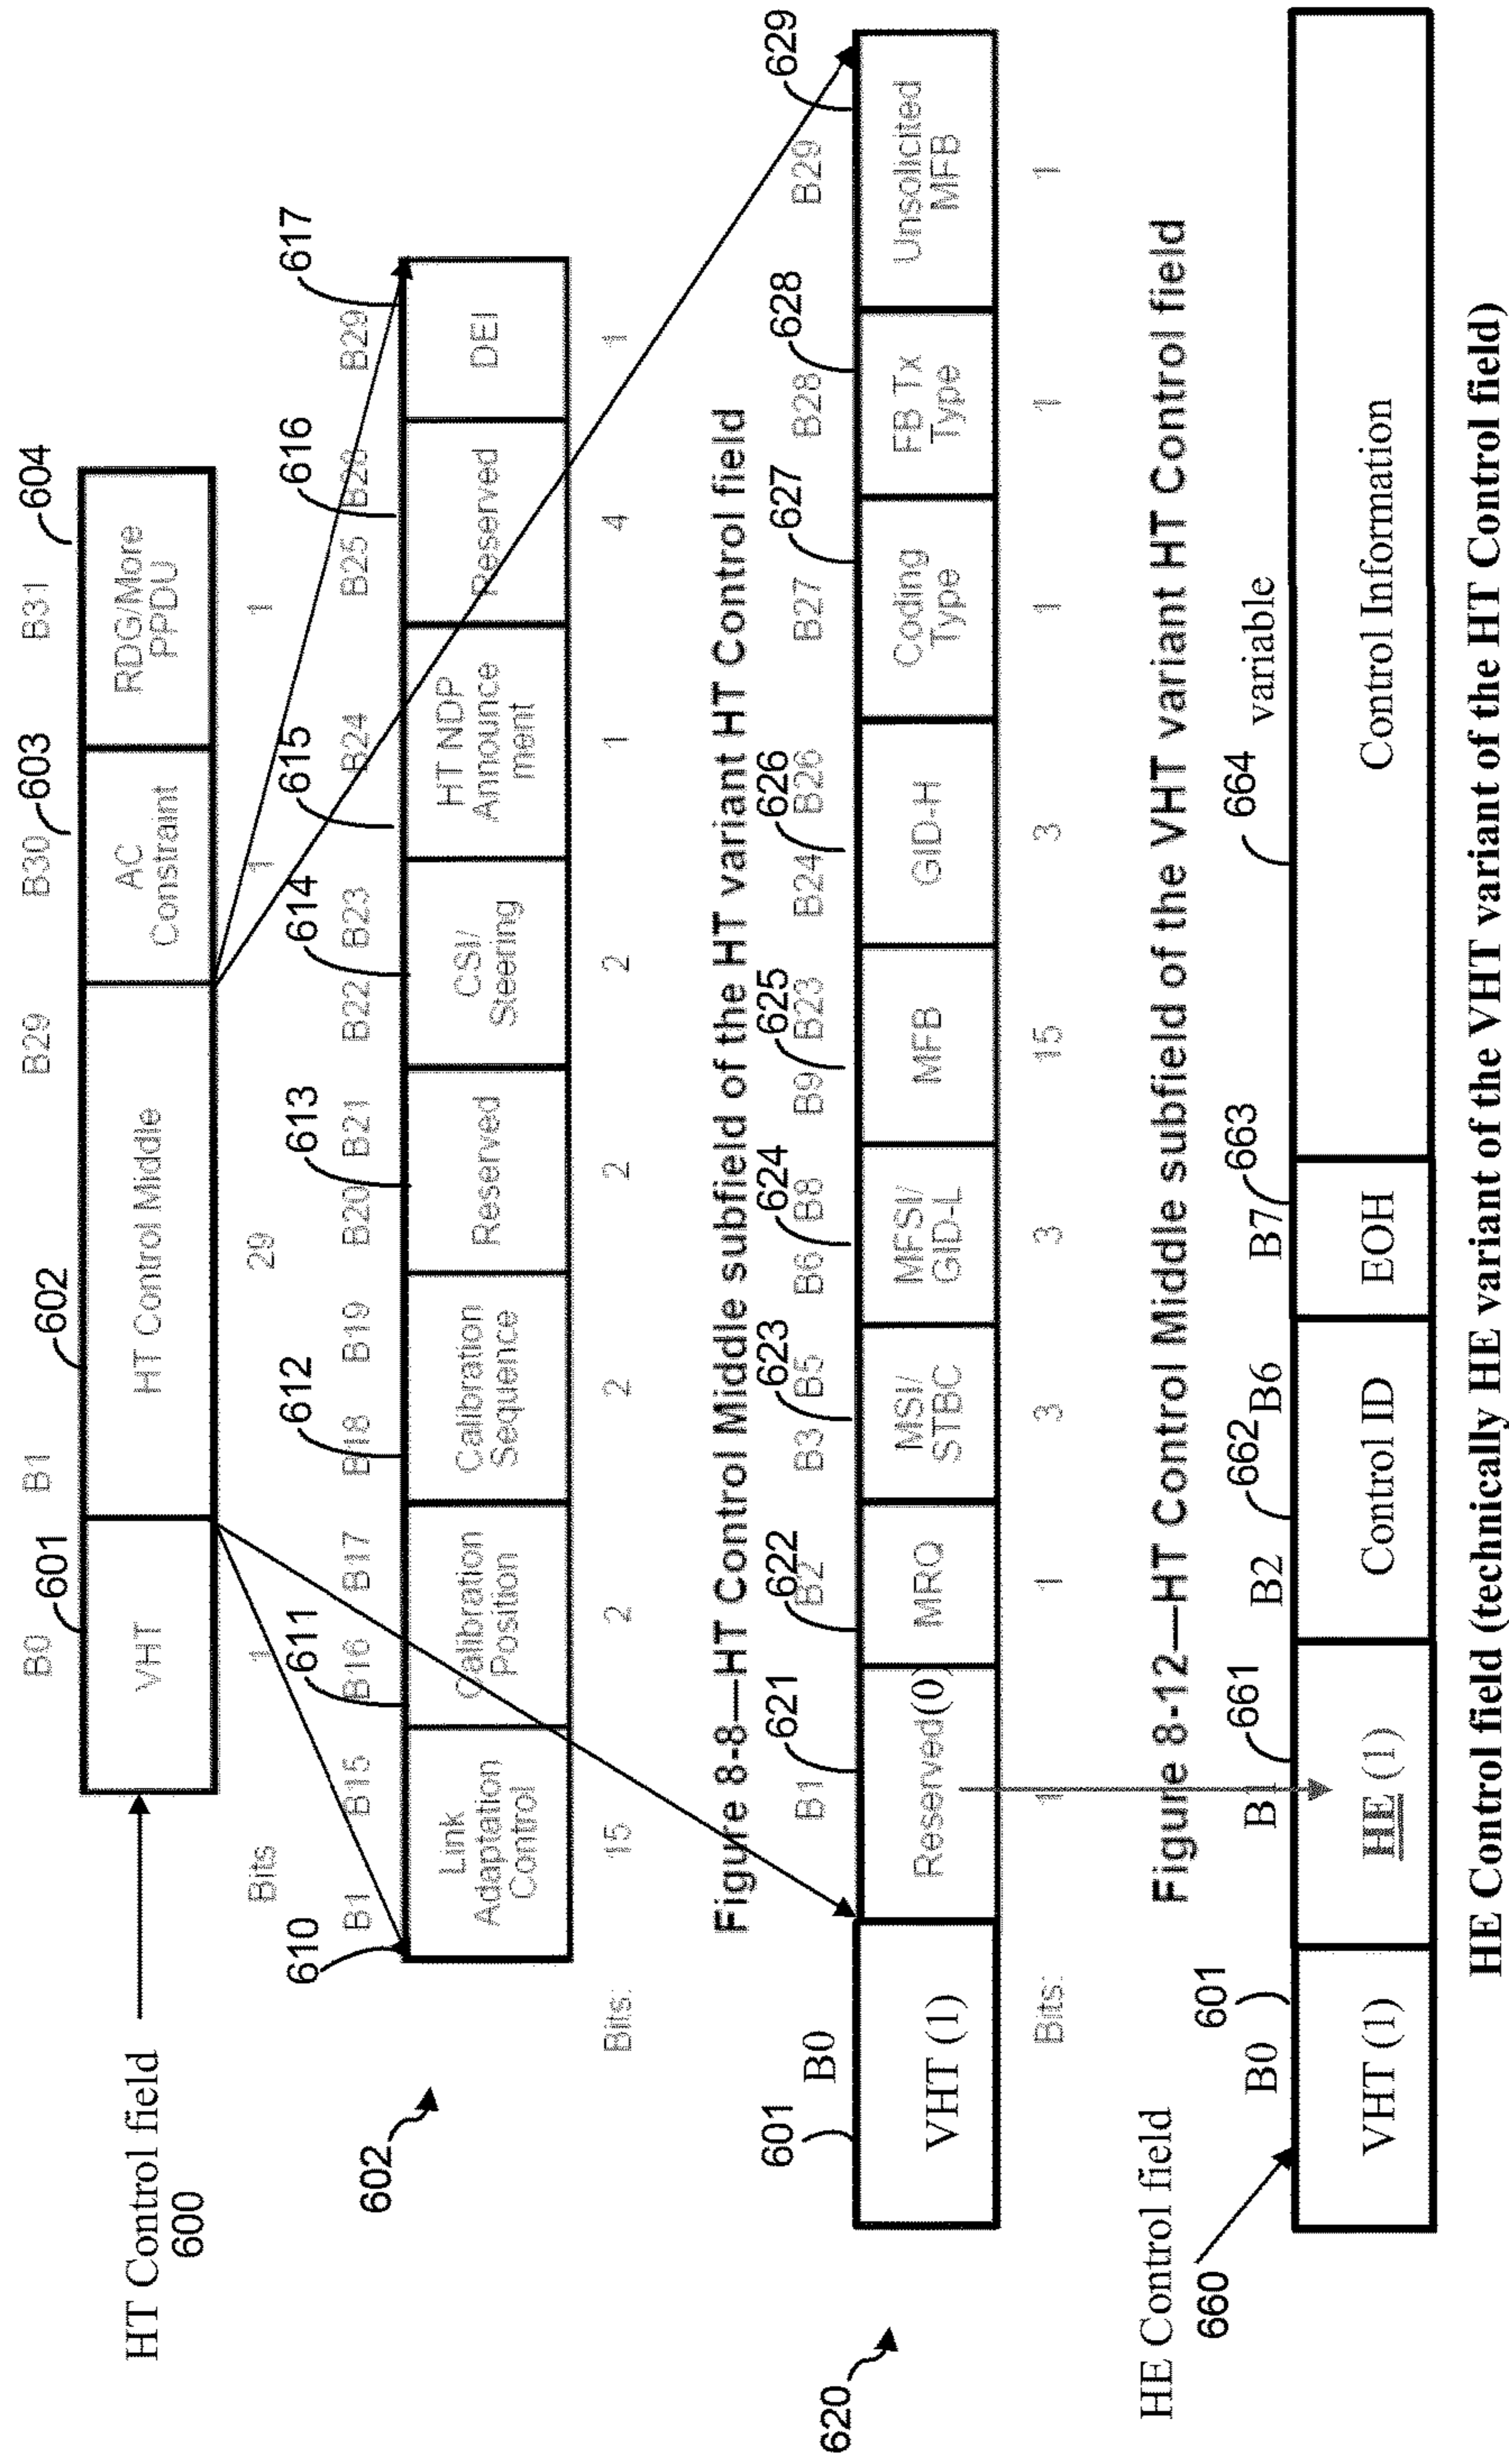 HT Control field
600
601
602
603
604
B0
B1
B29
B30
B31
VHT
HT Control Middle
AC
Constraint
RDG/More
PPDU
Bits
1
29
1
1
602
610
611
612
613
614
615
616
617
B1
B15
B16
B17
B18
B19
B20
B21
B22
B23
B24
B25
B28
B29
Link
Adaptation
Control
Calibration
Position
Calibration
Sequence
Reserved
CSI/
Steering
HT NDP
Announce
ment
Reserved
DEI
Bits:
15
2
2
2
2
1
4
1
Figure 8-8—HT Control Middle subfield of the HT variant HT Control field
620
601
621
622
623
624
625
626
627
628
629
B0
B1
B2
B3
B5
B6
B8
B9
B23
B24
B26
B27
B28
B29
VHT (1)
Reserved(0)
MRQ
MSI/
STBC
MFSI/
GID-L
MFB
GID-H
Coding
Type
FB Tx
Type
Unsolicited
MFB
Bits:
1
1
3
3
15
3
1
1
1
Figure 8-12—HT Control Middle subfield of the VHT variant HT Control field
HE Control field
660
601
661
662
663
664
B0
B1
B2
B6
B7
variable
VHT (1)
HE (1)
Control ID
EOH
Control Information
HE Control field (technically HE variant of the VHT variant of the HT Control field)